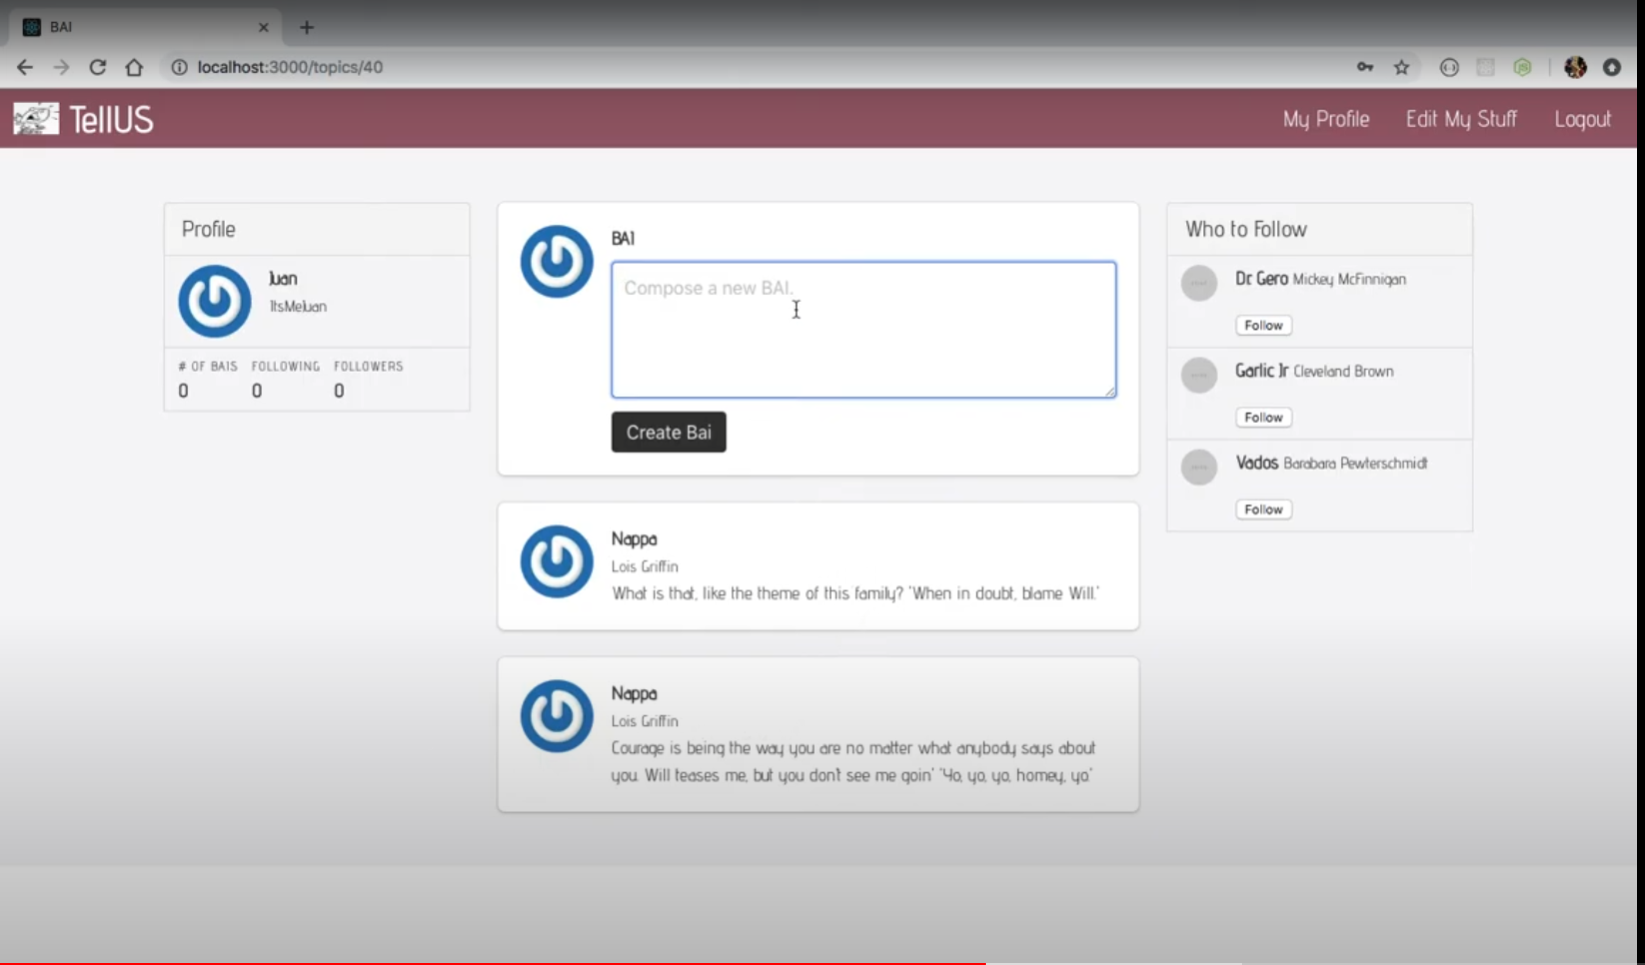 BAI
localhost:3000/topics/40
TellUS
My Profile
Edit My Stuff
Logout
Profile
Juan
ItsMeJuan
# OF BAIS FOLLOWING FOLLOWERS
0 0 0
BAI
Compose a new BAI.
Create Bai
Nappa
Lois Griffin
What is that, like the theme of this family? 'When in doubt, blame Will.'
Nappa
Lois Griffin
Courage is being the way you are no matter what anybody says about
you. Will teases me, but you don't see me goin' 'Yo, yo, yo, homey, yo'
Who to Follow
Dr Gero Mickey McFinnigan
Follow
Garlic Jr Cleveland Brown
Follow
Vados Barabara Pewterschmidt
Follow